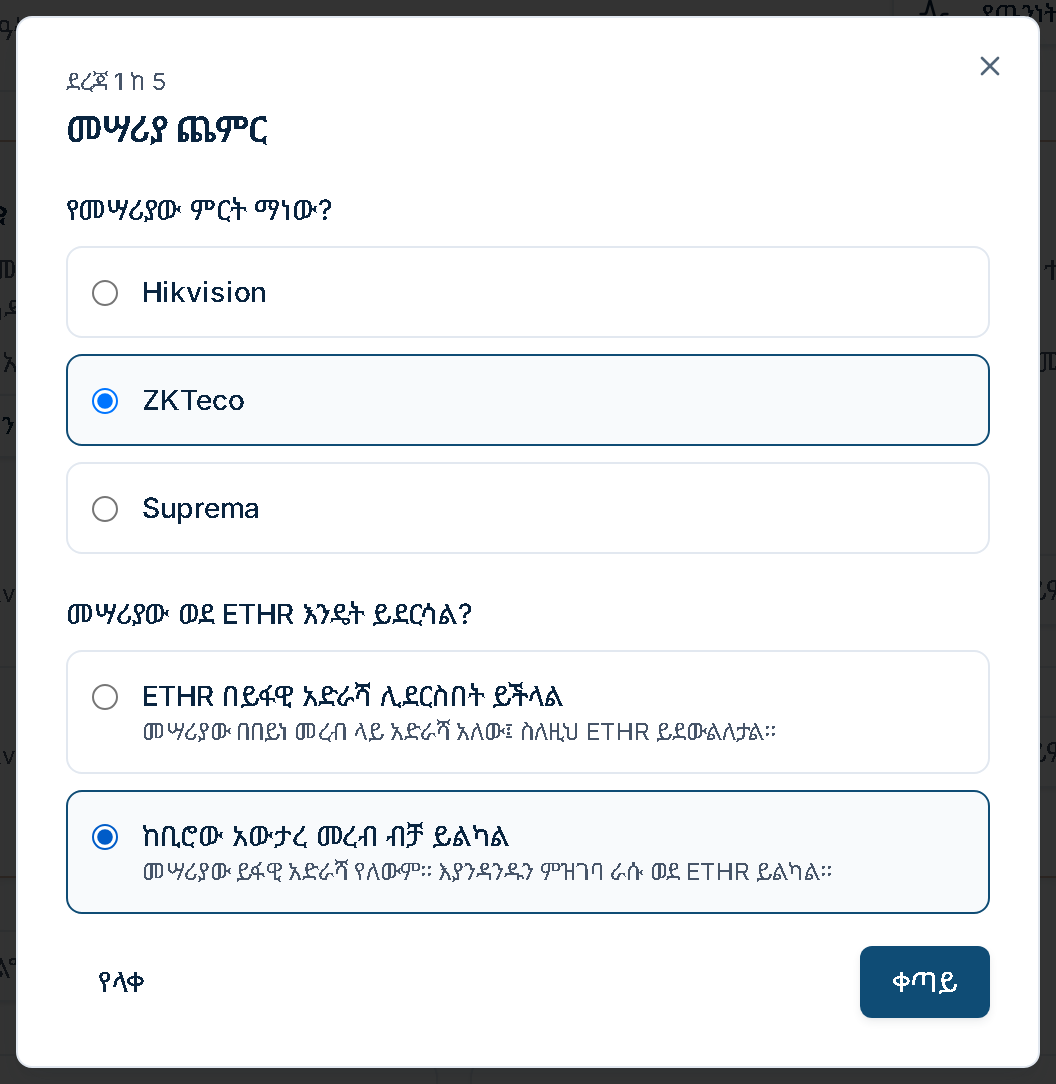 ደረጃ 1 ከ 5
መሣሪያ ጨምር
የመሣሪያው ምርት ማነው?
Hikvision
ZKTeco
Suprema
መሣሪያው ወደ ETHR እንዴት ይደርሳል?
ETHR በይፋዊ አድራሻ ሊደርስበት ይችላል
መሣሪያው በበይነ መረብ ላይ አድራሻ አለው፤ ስለዚህ ETHR ይደውልለታል።
ከቢሮው አውታረ መረብ ብቻ ይልካል
መሣሪያው ይፋዊ አድራሻ የለውም። እያንዳንዱን ምዝገባ ራሱ ወደ ETHR ይልካል።
የላቀ
ቀጣይ